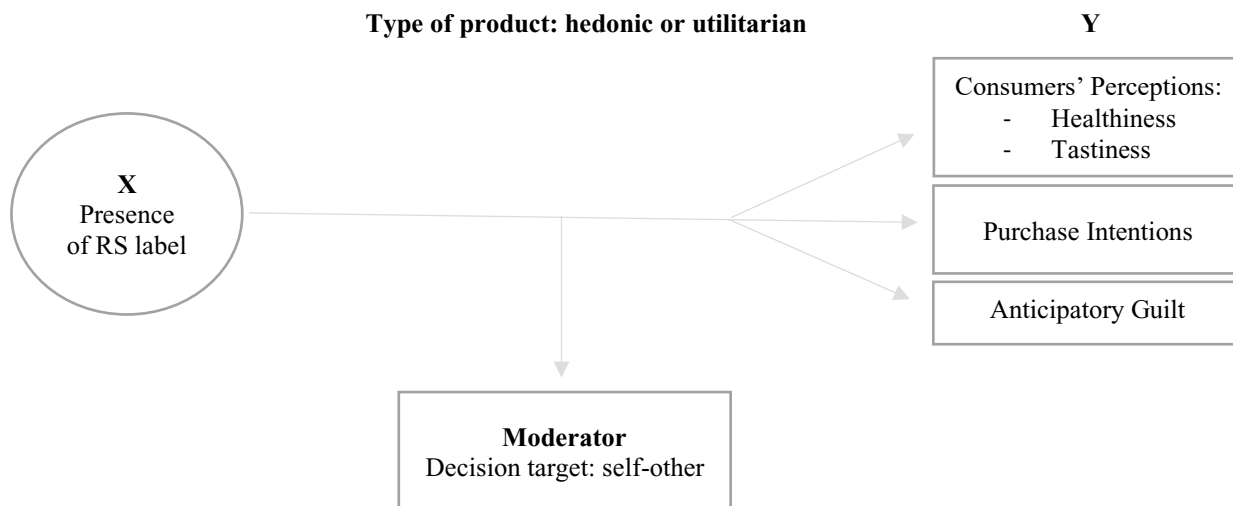 Type of product: hedonic or utilitarian
Y
Consumers’ Perceptions:
- Healthiness
- Tastiness
X
Presence
of RS label
Purchase Intentions
Anticipatory Guilt
Moderator
Decision target: self-other